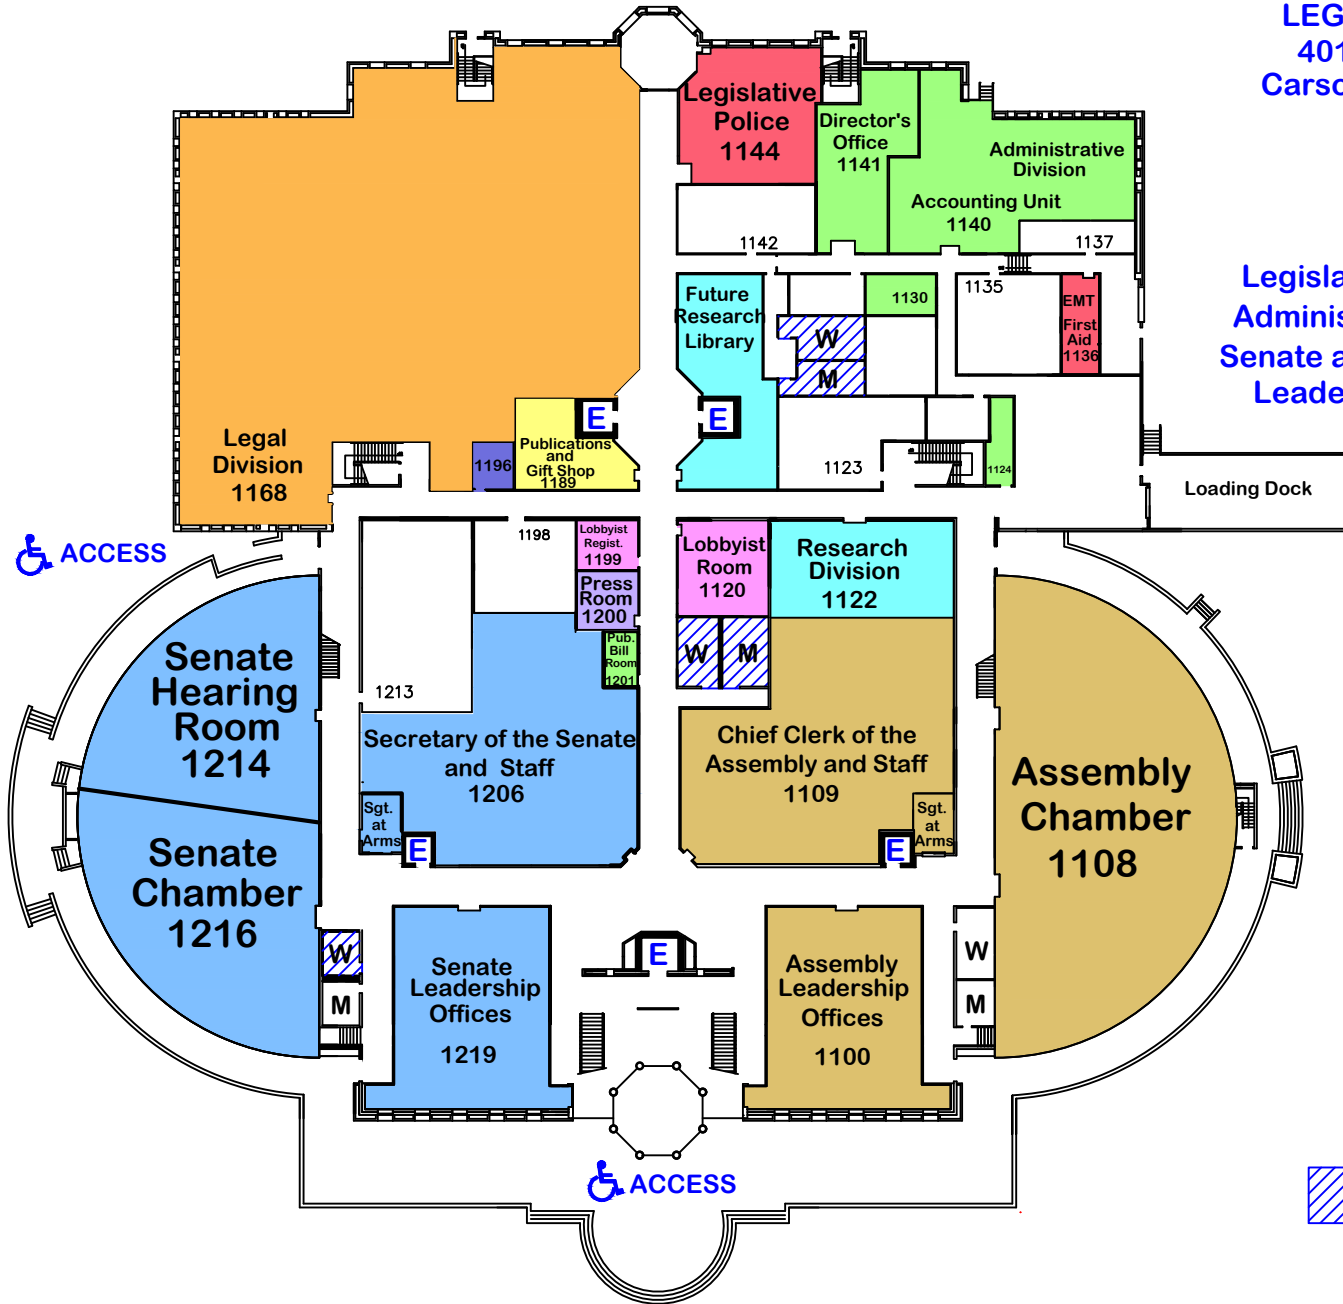 LEG
401
Carso
Legislative
Police
1144
Director's
Office
1141
Administrative
Division
Accounting Unit
1140
1142
1137
Legisla
Adminis
Senate a
Leade
Future
Research
Library
1130
1135
EMT
First
Aid
1136
W
M
E
E
Legal
Division
1168
1196
Publications
and
Gift Shop
1189
1123
1124
Loading Dock
ACCESS
1198
Lobbyist
Regist.
1199
Press
Room
1200
Pub.
Bill
Room
1201
Lobbyist
Room
1120
Research
Division
1122
W
M
1213
Senate
Hearing
Room
1214
Secretary of the Senate
and Staff
1206
Chief Clerk of the
Assembly and Staff
1109
Assembly
Chamber
1108
Sgt.
at
Arms
E
E
Sgt.
at
Arms
Senate
Chamber
1216
W
M
Senate
Leadership
Offices
1219
E
Assembly
Leadership
Offices
1100
W
M
ACCESS